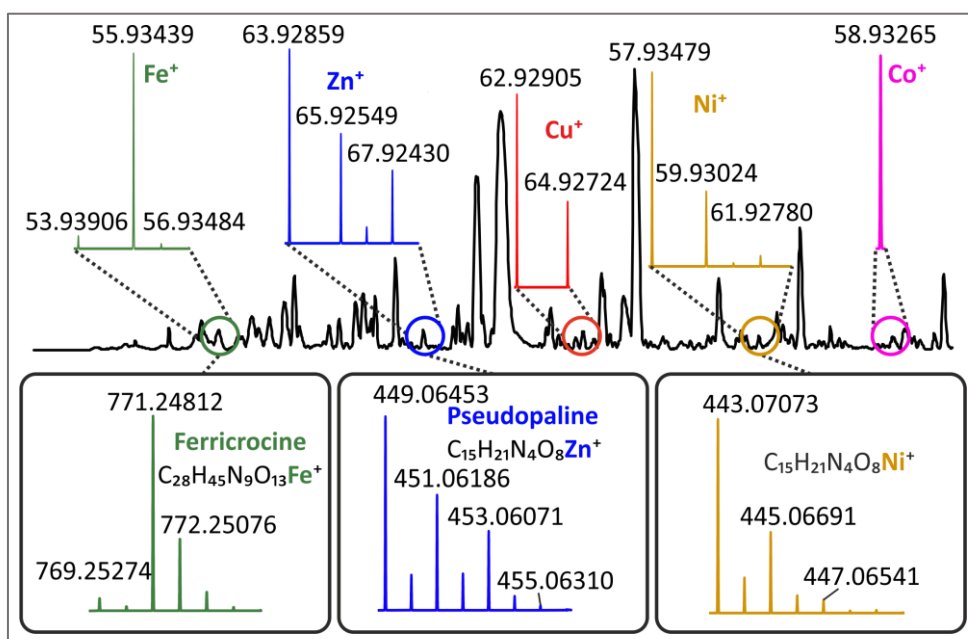 55.93439
Fe⁺
53.93906
56.93484
63.92859
Zn⁺
65.92549
67.92430
62.92905
Cu⁺
64.92724
57.93479
Ni⁺
59.93024
61.92780
58.93265
Co⁺
771.24812
Ferricrocine
C₂₈H₄₅N₉O₁₃Fe⁺
772.25076
769.25274
449.06453
Pseudopaline
C₁₅H₂₁N₄O₈Zn⁺
451.06186
453.06071
455.06310
443.07073
C₁₅H₂₁N₄O₈Ni⁺
445.06691
447.06541